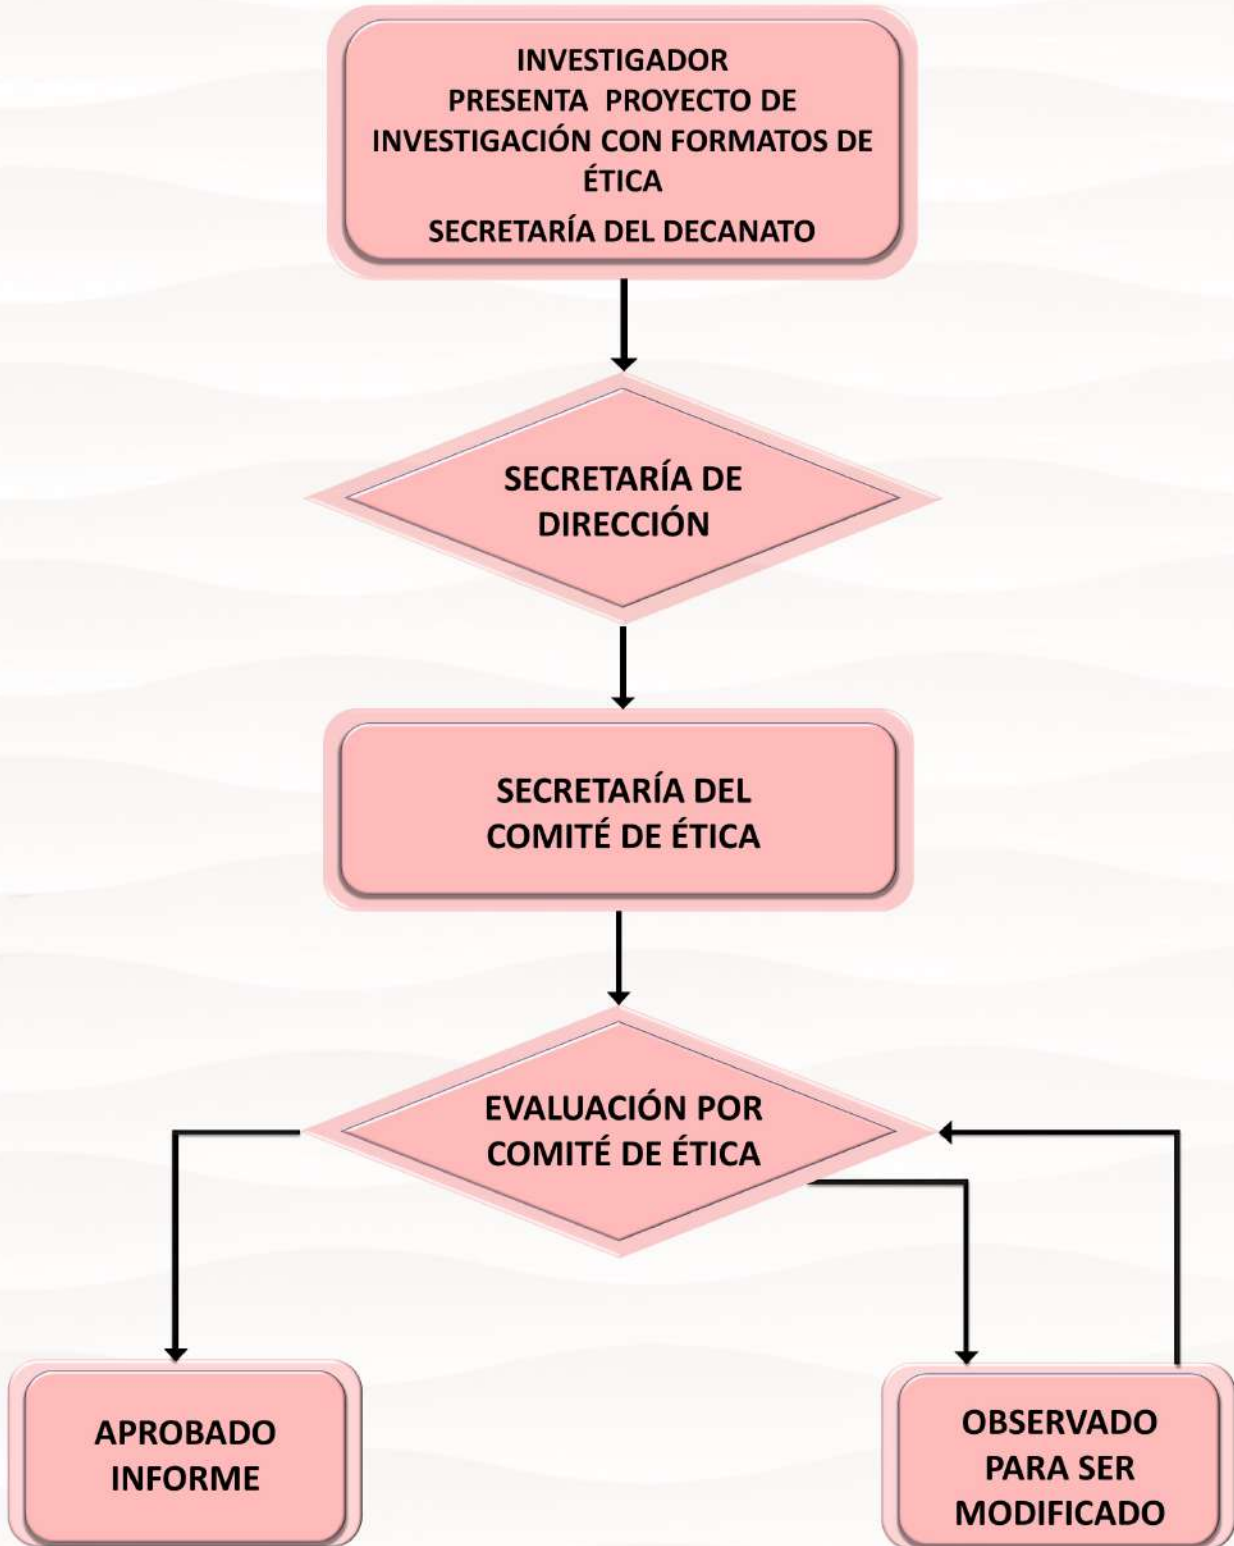 INVESTIGADOR
PRESENTA PROYECTO DE
INVESTIGACIÓN CON FORMATOS DE
ÉTICA
SECRETARÍA DEL DECANATO
SECRETARÍA DE
DIRECCIÓN
SECRETARÍA DEL
COMITÉ DE ÉTICA
EVALUACIÓN POR
COMITÉ DE ÉTICA
APROBADO
INFORME
OBSERVADO
PARA SER
MODIFICADO